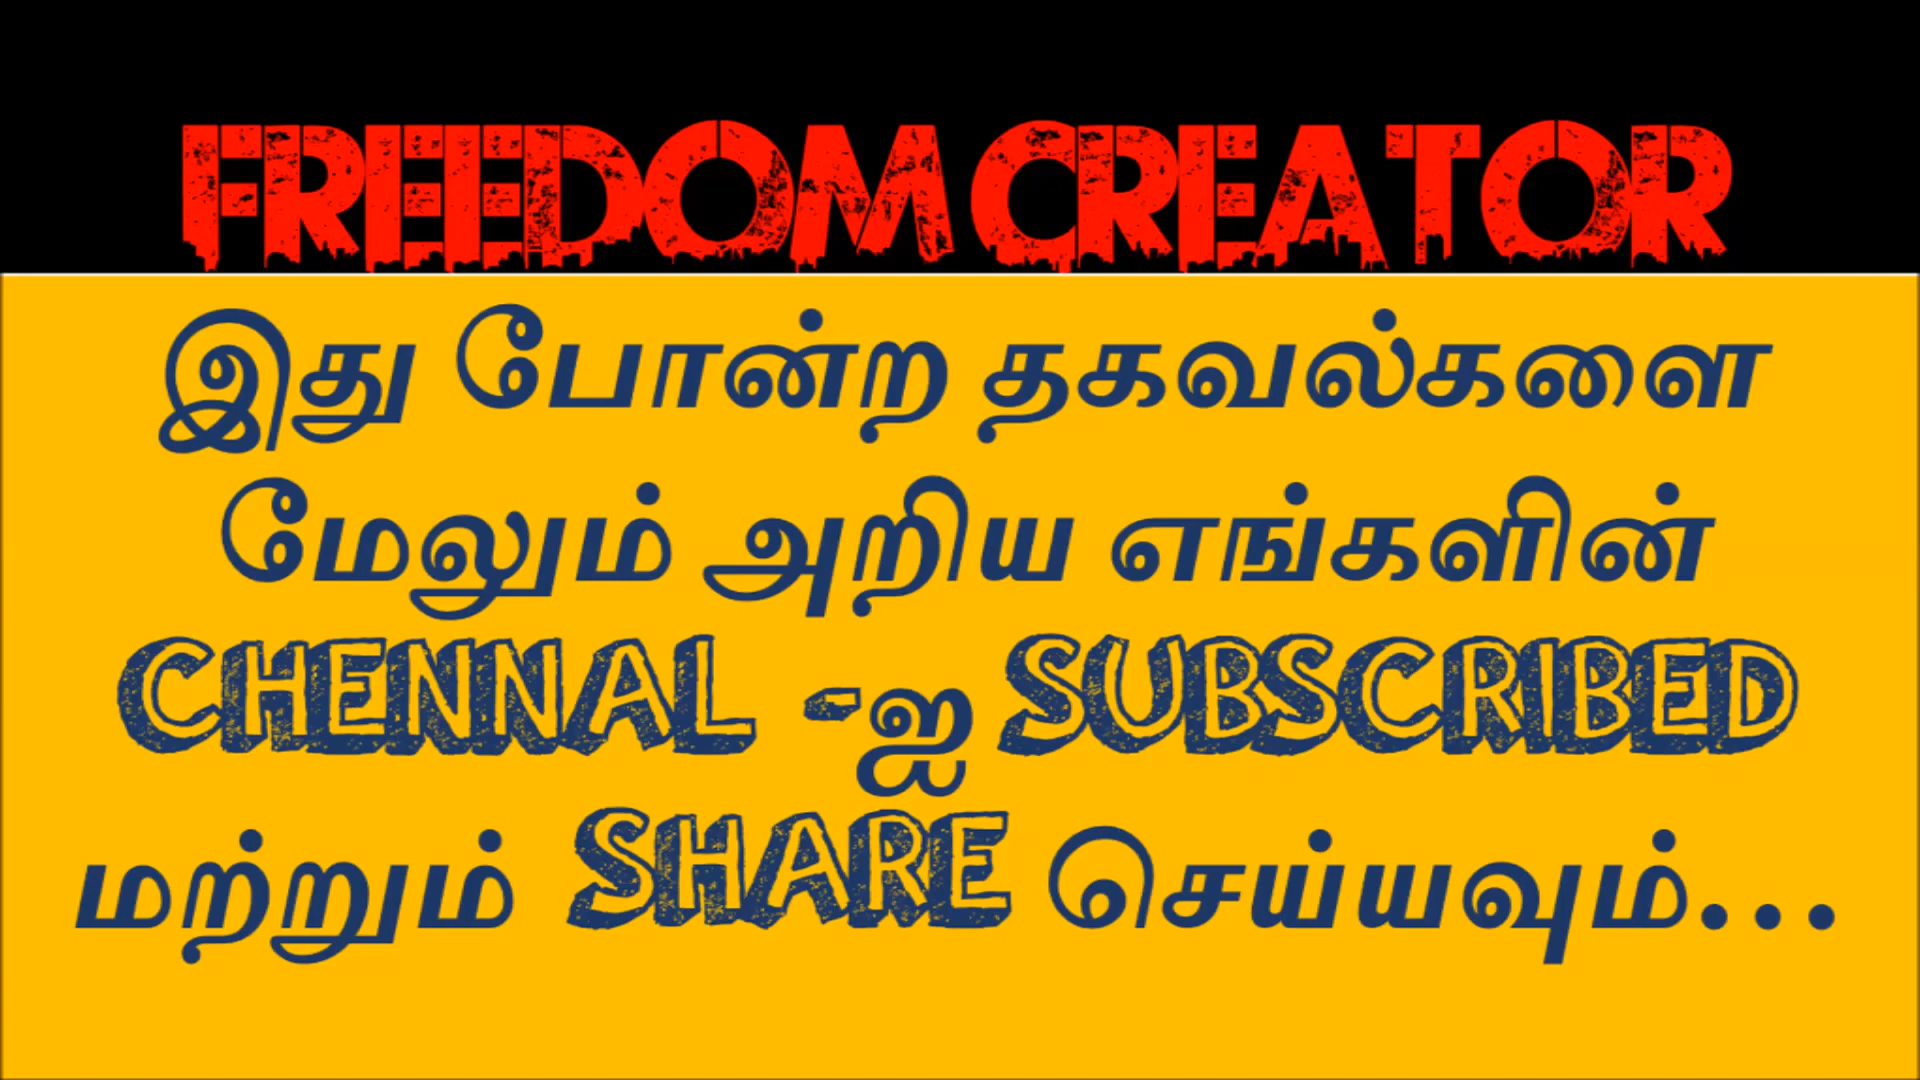 FREEDOM CREATOR
இது போன்ற தகவல்களை
மேலும் அறிய எங்களின்
CHENNAL -ஐ SUBSCRIBED
மற்றும் SHARE செய்யவும்...